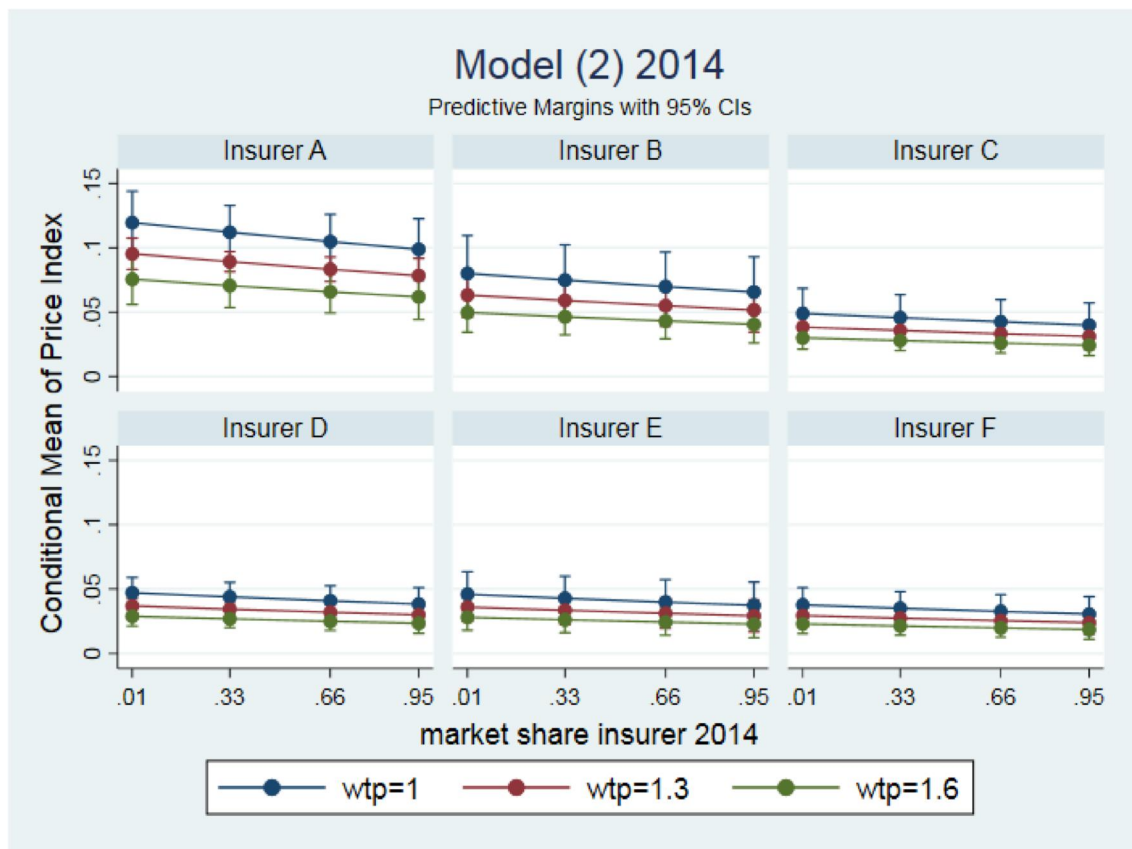 Model (2) 2014
Predictive Margins with 95% CIs
Insurer A Insurer B Insurer C
.15
.1
.05
0
Insurer D Insurer E Insurer F
.15
.1
.05
0
Conditional Mean of Price Index
.01 .33 .66 .95 .01 .33 .66 .95 .01 .33 .66 .95
market share insurer 2014
wtp=1 wtp=1.3 wtp=1.6